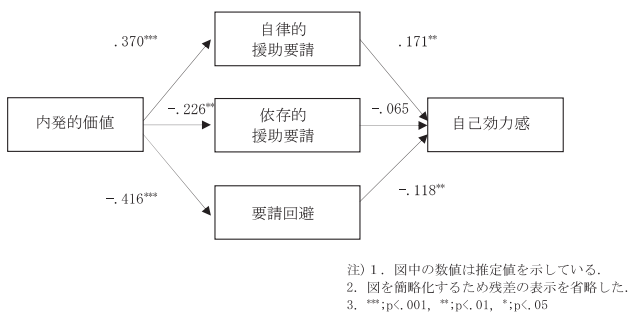 自律的
援助要請
.370***
.171**
内発的価値
-.226**
依存的
援助要請
-.065
自己効力感
-.416***
要請回避
-.118**
注) 1. 図中の数値は推定値を示している.
2. 図を簡略化するため残差の表示を省略した.
3. ***;p<.001, **;p<.01, *;p<.05